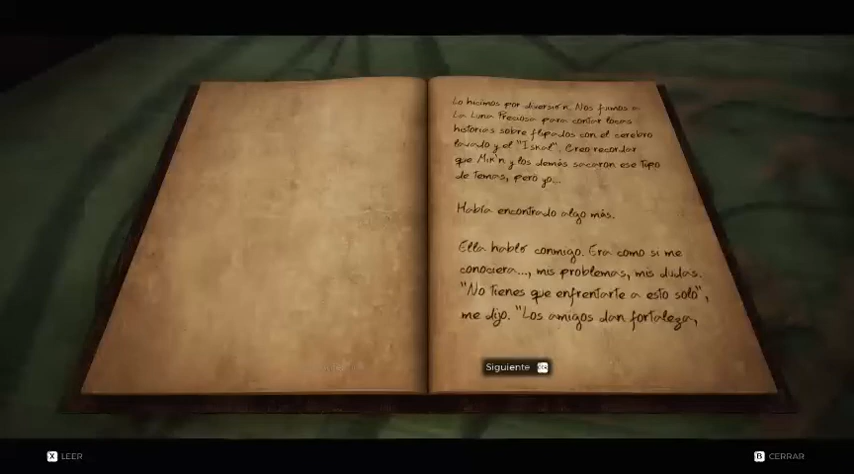 Lo hicimos por diversión. Nos fuimos a
La Luna Preciosa para contar locas
historias sobre flipados con el cerebro
lavado y el "Iskal". Creo recordar
que Mik'n y los demás sacaron ese tipo
de temas, pero yo...
Había encontrado algo más.
Ella habló conmigo. Era como si me
conociera..., mis problemas, mis dudas.
"No tienes que enfrentarte a esto solo",
me dijo. "Los amigos dan fortaleza,
Siguiente
X LEER
B CERRAR